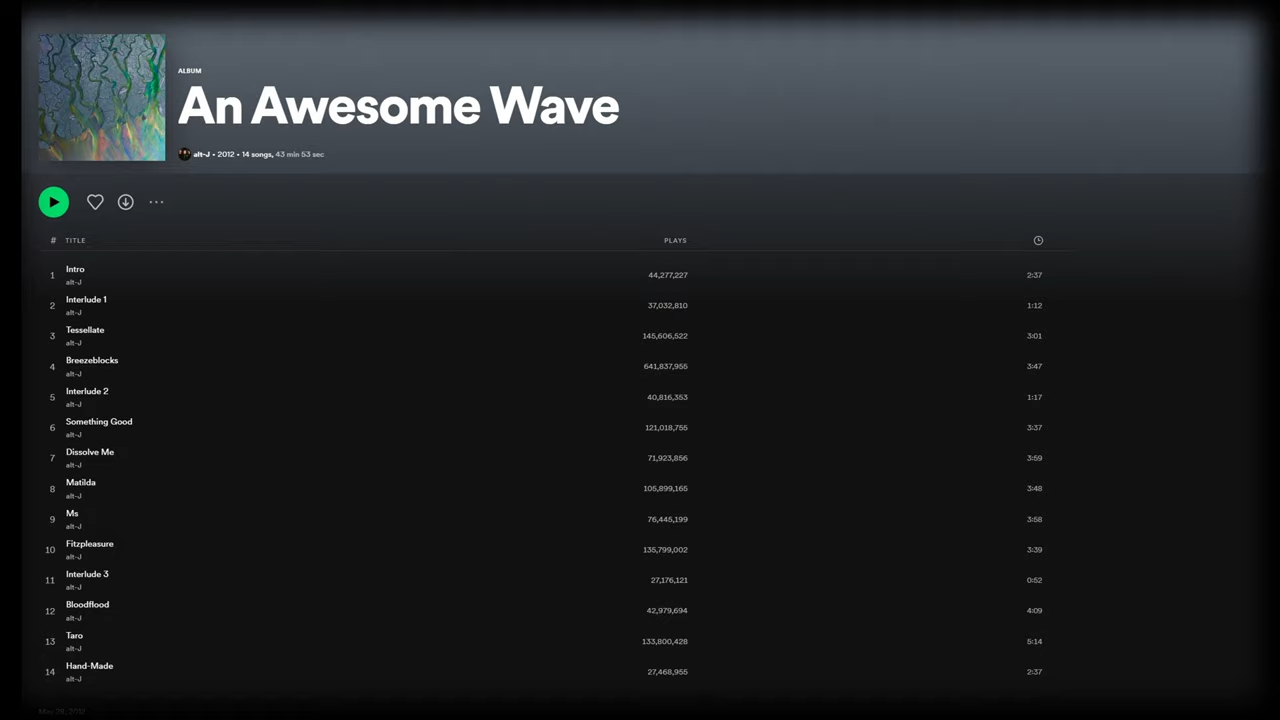 ALBUM
An Awesome Wave
alt-J • 2012 • 14 songs, 43 min 53 sec
# TITLE PLAYS
1 Intro 44,277,227 2:37
alt-J
2 Interlude 1 37,032,810 1:12
alt-J
3 Tessellate 145,606,522 3:01
alt-J
4 Breezeblocks 641,837,955 3:47
alt-J
5 Interlude 2 40,816,353 1:17
alt-J
6 Something Good 121,018,755 3:37
alt-J
7 Dissolve Me 71,923,856 3:59
alt-J
8 Matilda 105,899,165 3:48
alt-J
9 Ms 76,445,199 3:58
alt-J
10 Fitzpleasure 135,799,002 3:39
alt-J
11 Interlude 3 27,176,121 0:52
alt-J
12 Bloodflood 42,979,694 4:09
alt-J
13 Taro 133,800,428 5:14
alt-J
14 Hand-Made 27,468,955 2:37
alt-J
May 28, 2012